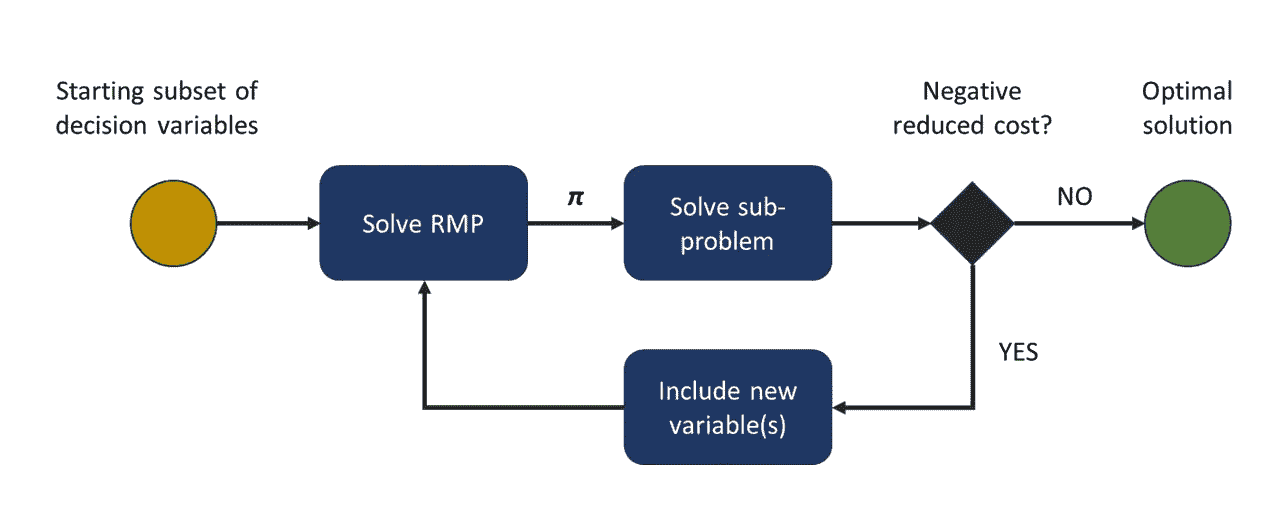 Starting subset of
decision variables
Negative
reduced cost?
Optimal
solution
Solve RMP
π
Solve sub-
problem
NO
YES
Include new
variable(s)